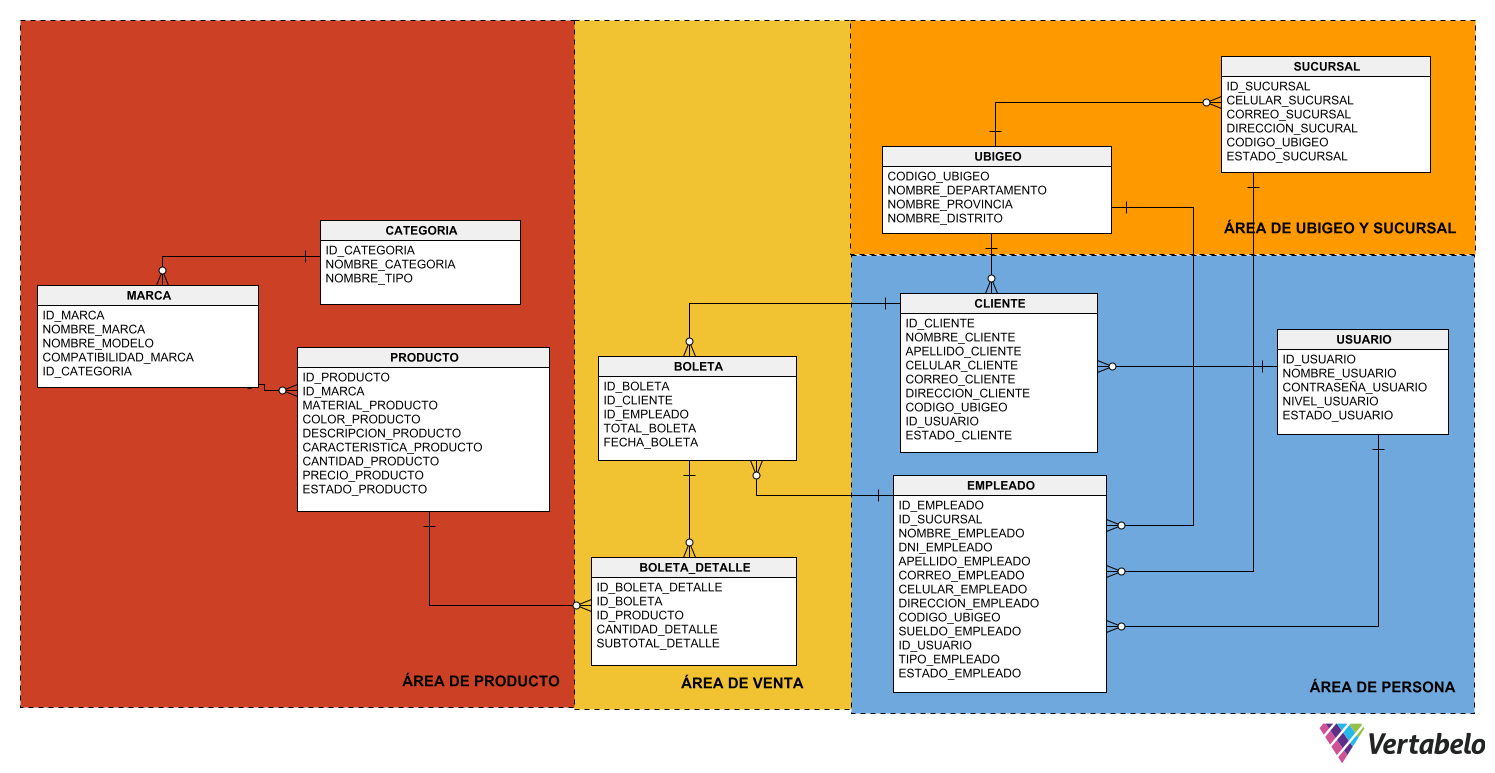 CATEGORIA
ID_CATEGORIA
NOMBRE_CATEGORIA
NOMBRE_TIPO
MARCA
ID_MARCA
NOMBRE_MARCA
NOMBRE_MODELO
COMPATIBILIDAD_MARCA
ID_CATEGORIA
PRODUCTO
ID_PRODUCTO
ID_MARCA
MATERIAL_PRODUCTO
COLOR_PRODUCTO
DESCRIPCION_PRODUCTO
CARACTERISTICA_PRODUCTO
CANTIDAD_PRODUCTO
PRECIO_PRODUCTO
ESTADO_PRODUCTO
ÁREA DE PRODUCTO
BOLETA
ID_BOLETA
ID_CLIENTE
ID_EMPLEADO
TOTAL_BOLETA
FECHA_BOLETA
BOLETA_DETALLE
ID_BOLETA_DETALLE
ID_BOLETA
ID_PRODUCTO
CANTIDAD_DETALLE
SUBTOTAL_DETALLE
ÁREA DE VENTA
SUCURSAL
ID_SUCURSAL
CELULAR_SUCURSAL
CORREO_SUCURSAL
DIRECCION_SUCURAL
CODIGO_UBIGEO
ESTADO_SUCURSAL
UBIGEO
CODIGO_UBIGEO
NOMBRE_DEPARTAMENTO
NOMBRE_PROVINCIA
NOMBRE_DISTRITO
ÁREA DE UBIGEO Y SUCURSAL
CLIENTE
ID_CLIENTE
NOMBRE_CLIENTE
APELLIDO_CLIENTE
CELULAR_CLIENTE
CORREO_CLIENTE
DIRECCION_CLIENTE
CODIGO_UBIGEO
ID_USUARIO
ESTADO_CLIENTE
USUARIO
ID_USUARIO
NOMBRE_USUARIO
CONTRASEÑA_USUARIO
NIVEL_USUARIO
ESTADO_USUARIO
EMPLEADO
ID_EMPLEADO
ID_SUCURSAL
NOMBRE_EMPLEADO
DNI_EMPLEADO
APELLIDO_EMPLEADO
CORREO_EMPLEADO
CELULAR_EMPLEADO
DIRECCION_EMPLEADO
CODIGO_UBIGEO
SUELDO_EMPLEADO
ID_USUARIO
TIPO_EMPLEADO
ESTADO_EMPLEADO
ÁREA DE PERSONA
Vertabelo